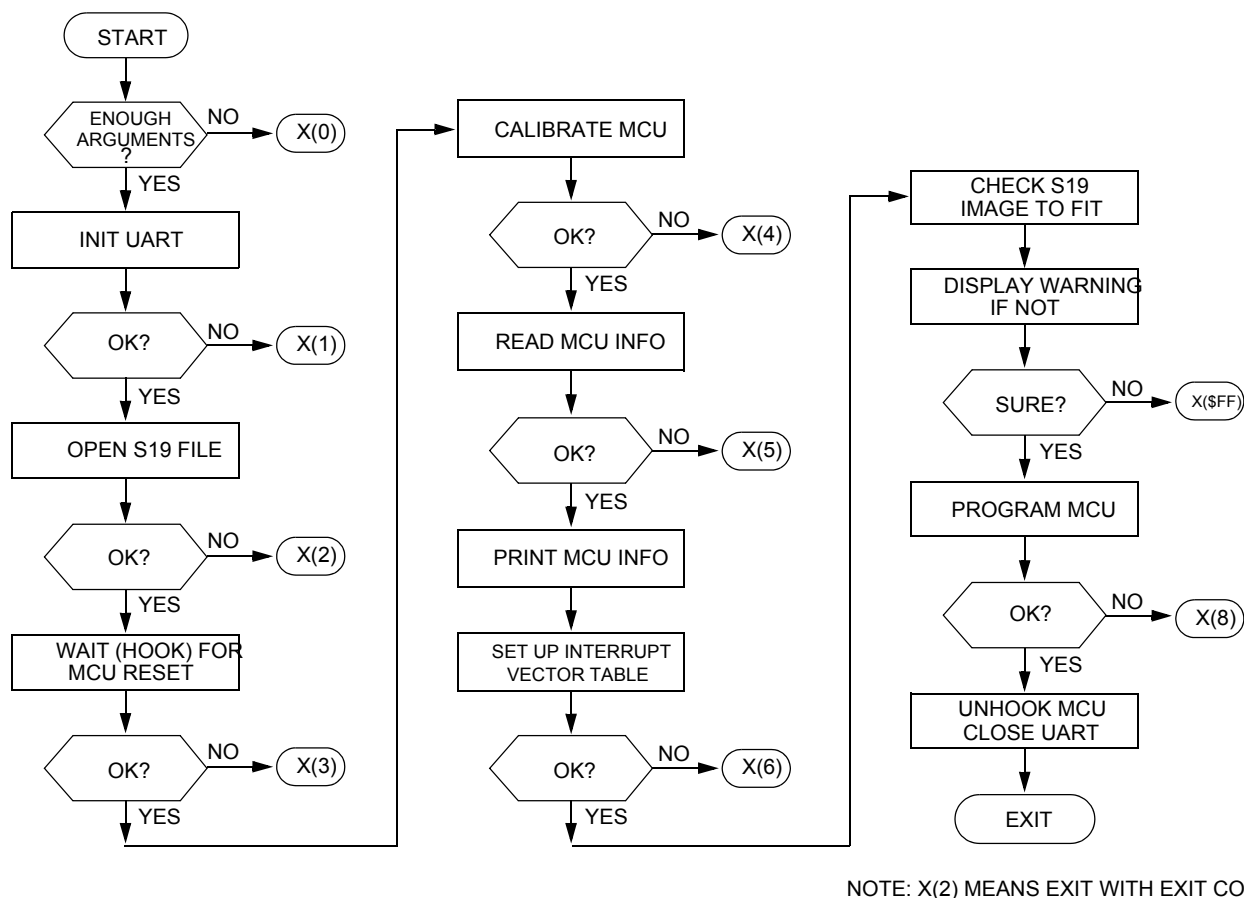 START
ENOUGH
ARGUMENTS
?
NO
X(0)
YES
INIT UART
OK?
NO
X(1)
YES
OPEN S19 FILE
OK?
NO
X(2)
YES
WAIT (HOOK) FOR
MCU RESET
OK?
NO
X(3)
YES
CALIBRATE MCU
OK?
NO
X(4)
YES
READ MCU INFO
OK?
NO
X(5)
YES
PRINT MCU INFO
SET UP INTERRUPT
VECTOR TABLE
OK?
NO
X(6)
YES
CHECK S19
IMAGE TO FIT
DISPLAY WARNING
IF NOT
SURE?
NO
X($FF)
YES
PROGRAM MCU
OK?
NO
X(8)
YES
UNHOOK MCU
CLOSE UART
EXIT
NOTE: X(2) MEANS EXIT WITH EXIT CO